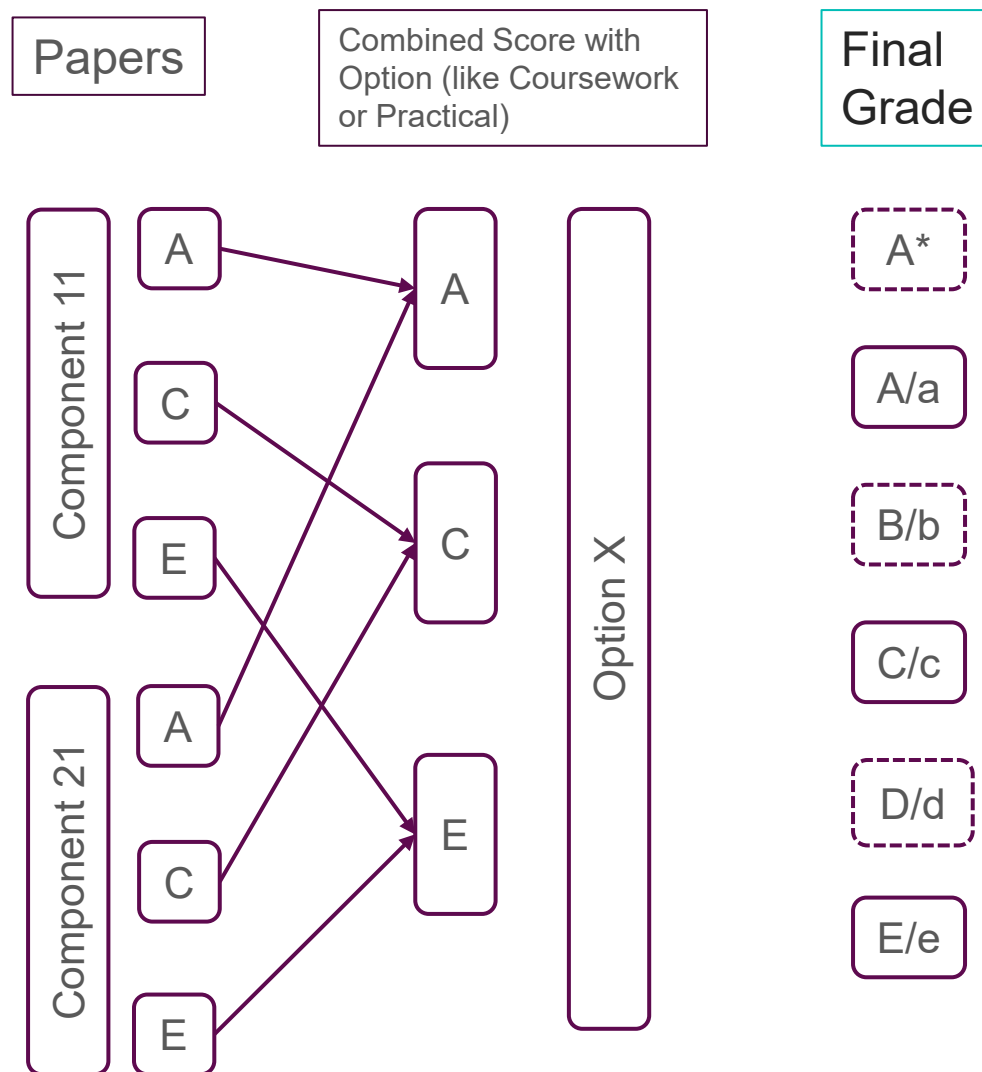 Papers
Combined Score with
Option (like Coursework
or Practical)
Final
Grade
Component 11
A
C
E
Component 21
A
C
E
A
C
E
Option X
A*
A/a
B/b
C/c
D/d
E/e